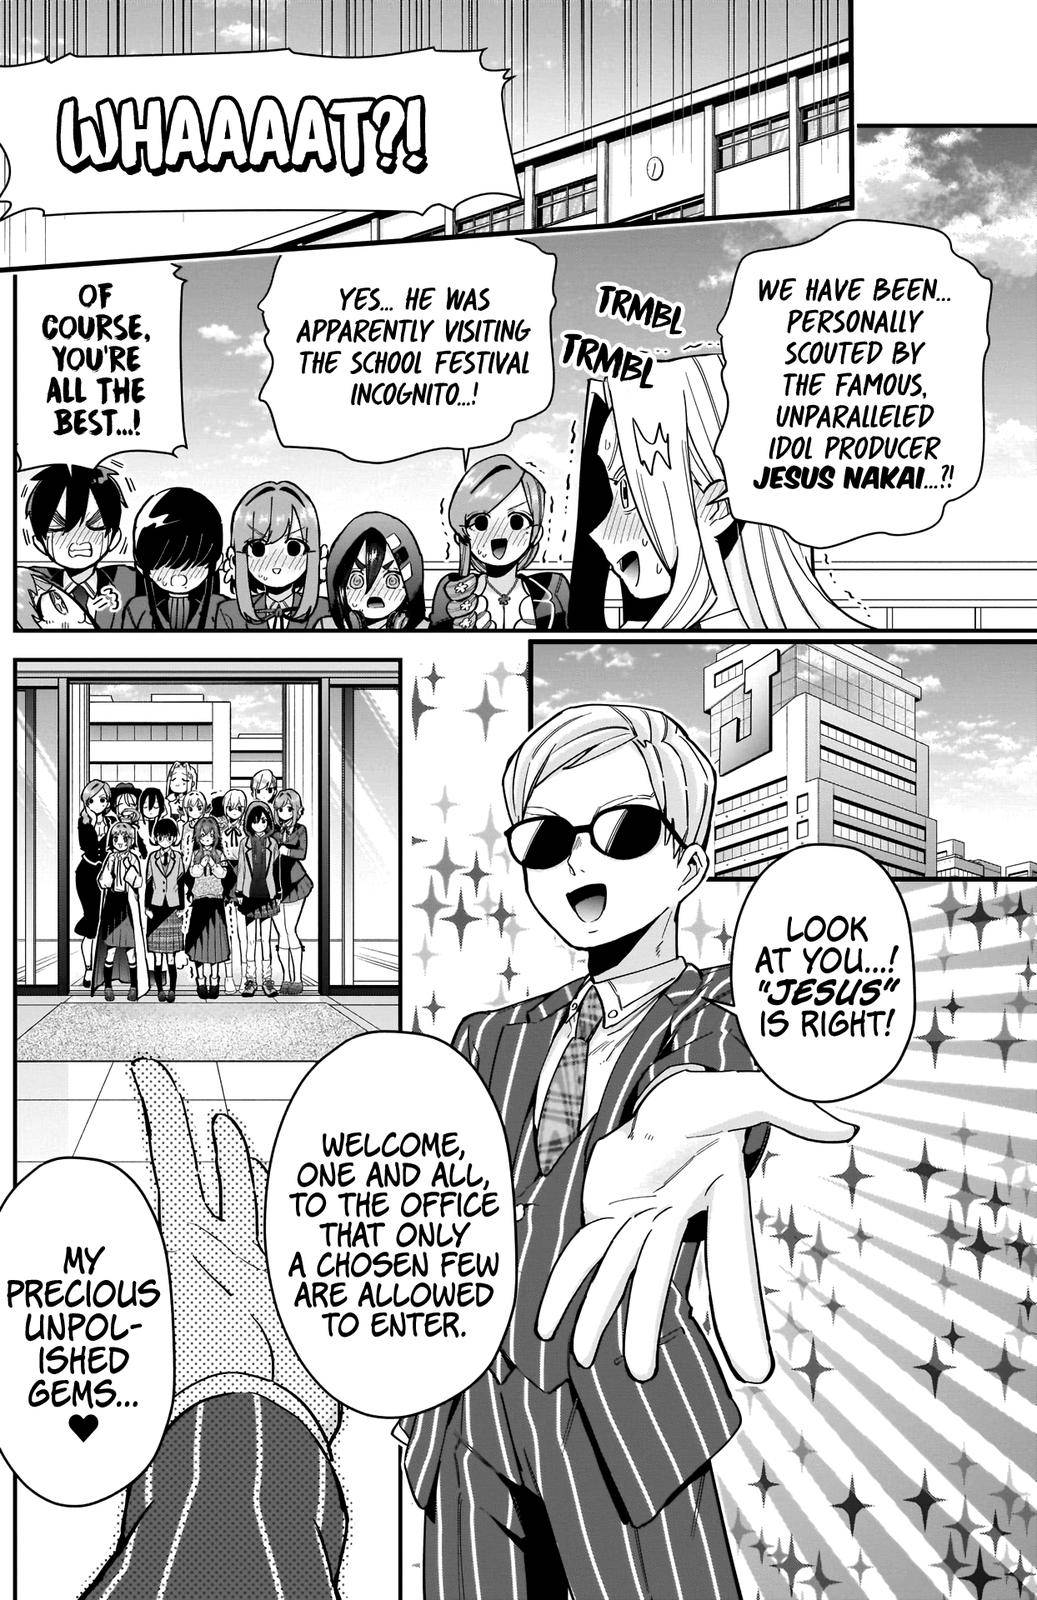 WHAAAAT?!
WE HAVE BEEN...
PERSONALLY
SCOUTED BY
THE FAMOUS,
UNPARALLELED
IDOL PRODUCER
JESUS NAKAI...?!
TRMBL
TRMBL
YES... HE WAS
APPARENTLY VISITING
THE SCHOOL FESTIVAL
INCOGNITO...!
OF
COURSE,
YOU'RE
ALL THE
BEST...!
J
LOOK
AT YOU...!
"JESUS"
IS RIGHT!
WELCOME,
ONE AND ALL,
TO THE OFFICE
THAT ONLY
A CHOSEN FEW
ARE ALLOWED
TO ENTER.
MY
PRECIOUS
UNPOL-
ISHED
GEMS...
♥